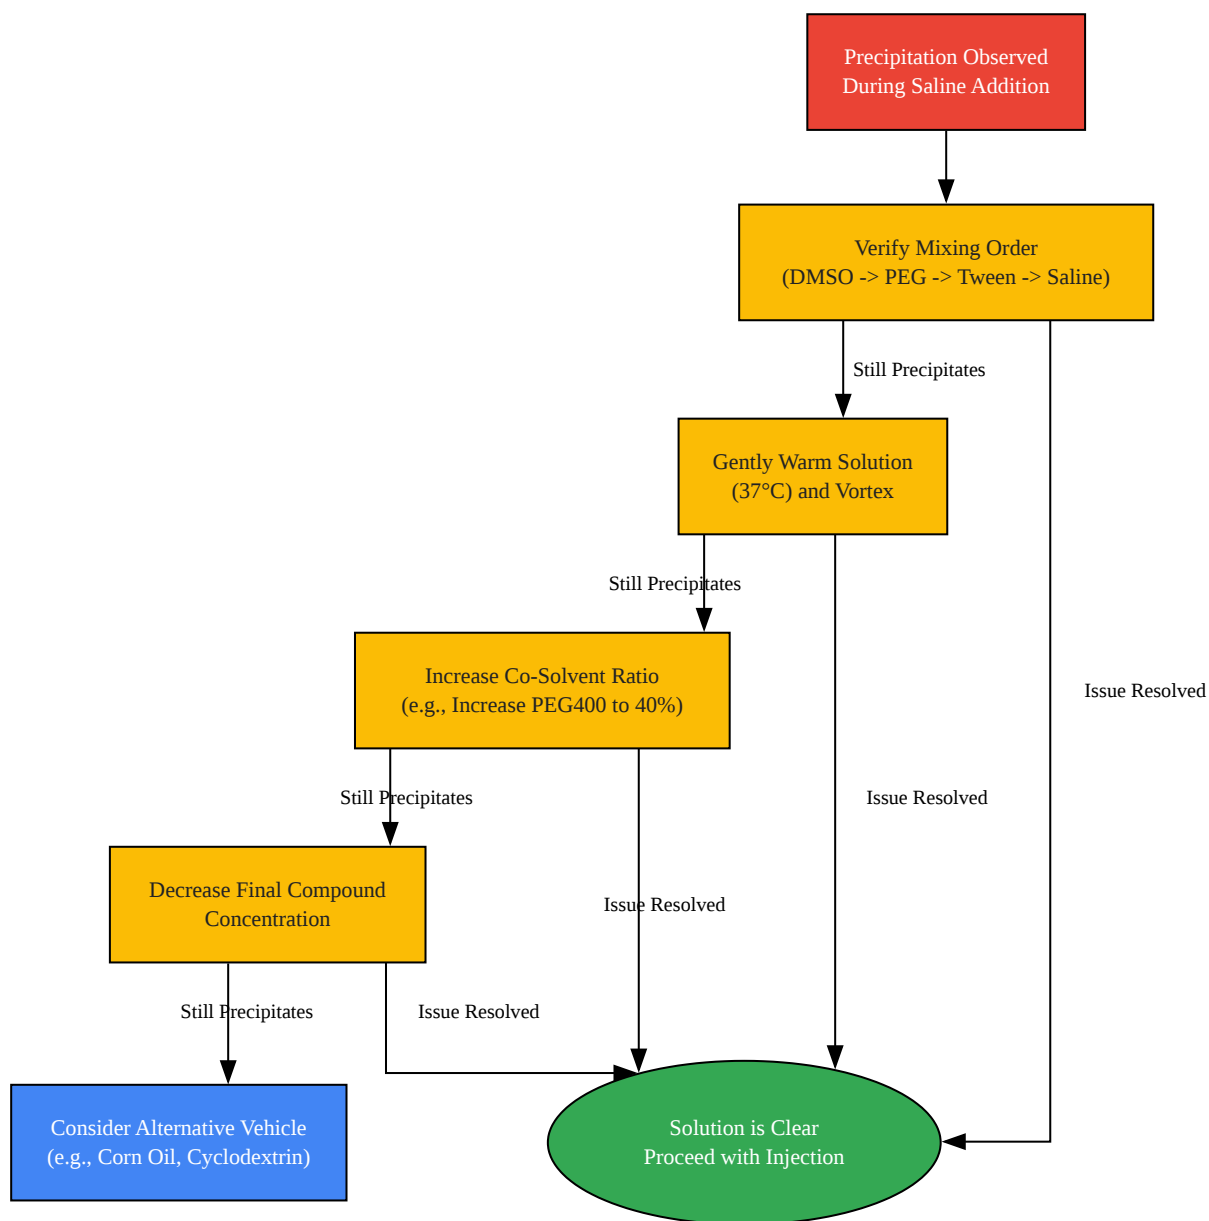 Precipitation Observed
During Saline Addition
Verify Mixing Order
(DMSO -> PEG -> Tween -> Saline)
Still Precipitates
Gently Warm Solution
(37°C) and Vortex
Still Precipitates
Increase Co-Solvent Ratio
(e.g., Increase PEG400 to 40%)
Issue Resolved
Still Precipitates
Issue Resolved
Decrease Final Compound
Concentration
Issue Resolved
Still Precipitates
Issue Resolved
Consider Alternative Vehicle
(e.g., Corn Oil, Cyclodextrin)
Solution is Clear
Proceed with Injection